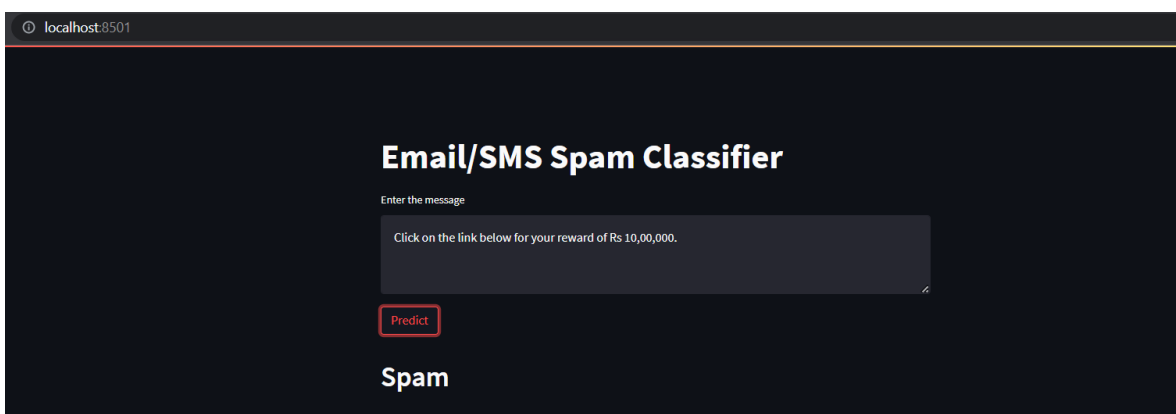 localhost:8501
Email/SMS Spam Classifier
Enter the message
Click on the link below for your reward of Rs 10,00,000.
Predict
Spam